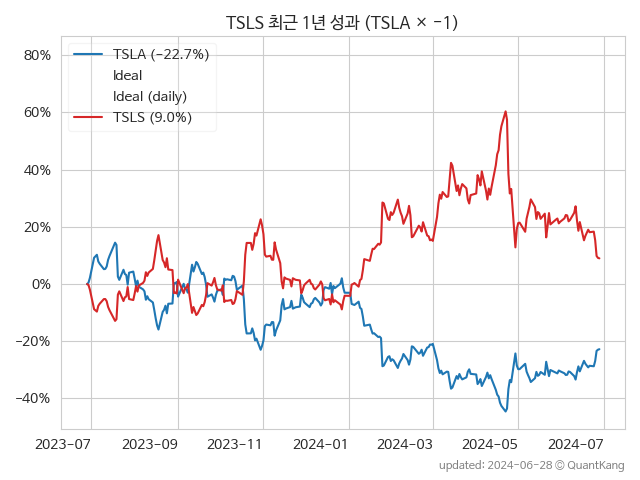 TSLS 최근 1년 성과 (TSLA × −1)
TSLA (−22.7%)
Ideal
Ideal (daily)
TSLS (9.0%)
80%
60%
40%
20%
0%
−20%
−40%
2023-07 2023-09 2023-11 2024-01 2024-03 2024-05 2024-07
updated: 2024-06-28 © QuantKang